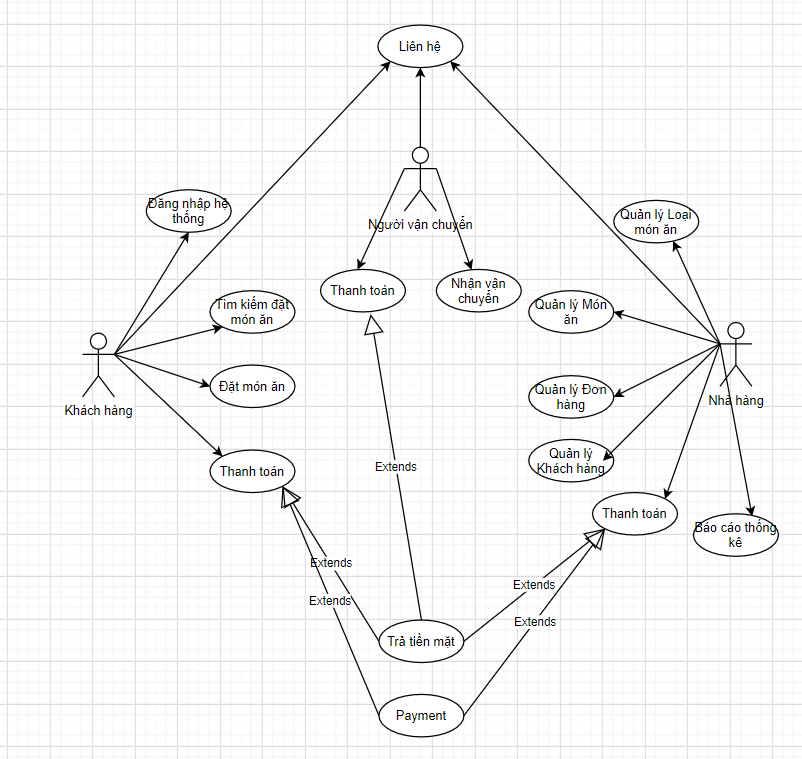 Liên hệ
Đăng nhập hệ
thống
Người vận chuyển
Quản lý Loại
món ăn
Thanh toán
Nhận vận
chuyển
Tìm kiếm đặt
món ăn
Quản lý Món
ăn
Khách hàng
Đặt món ăn
Quản lý Đơn
hàng
Nhà hàng
Thanh toán
Extends
Quản lý
Khách hàng
Thanh toán
Báo cáo thống
kê
Extends
Extends
Extends
Extends
Trả tiền mặt
Payment